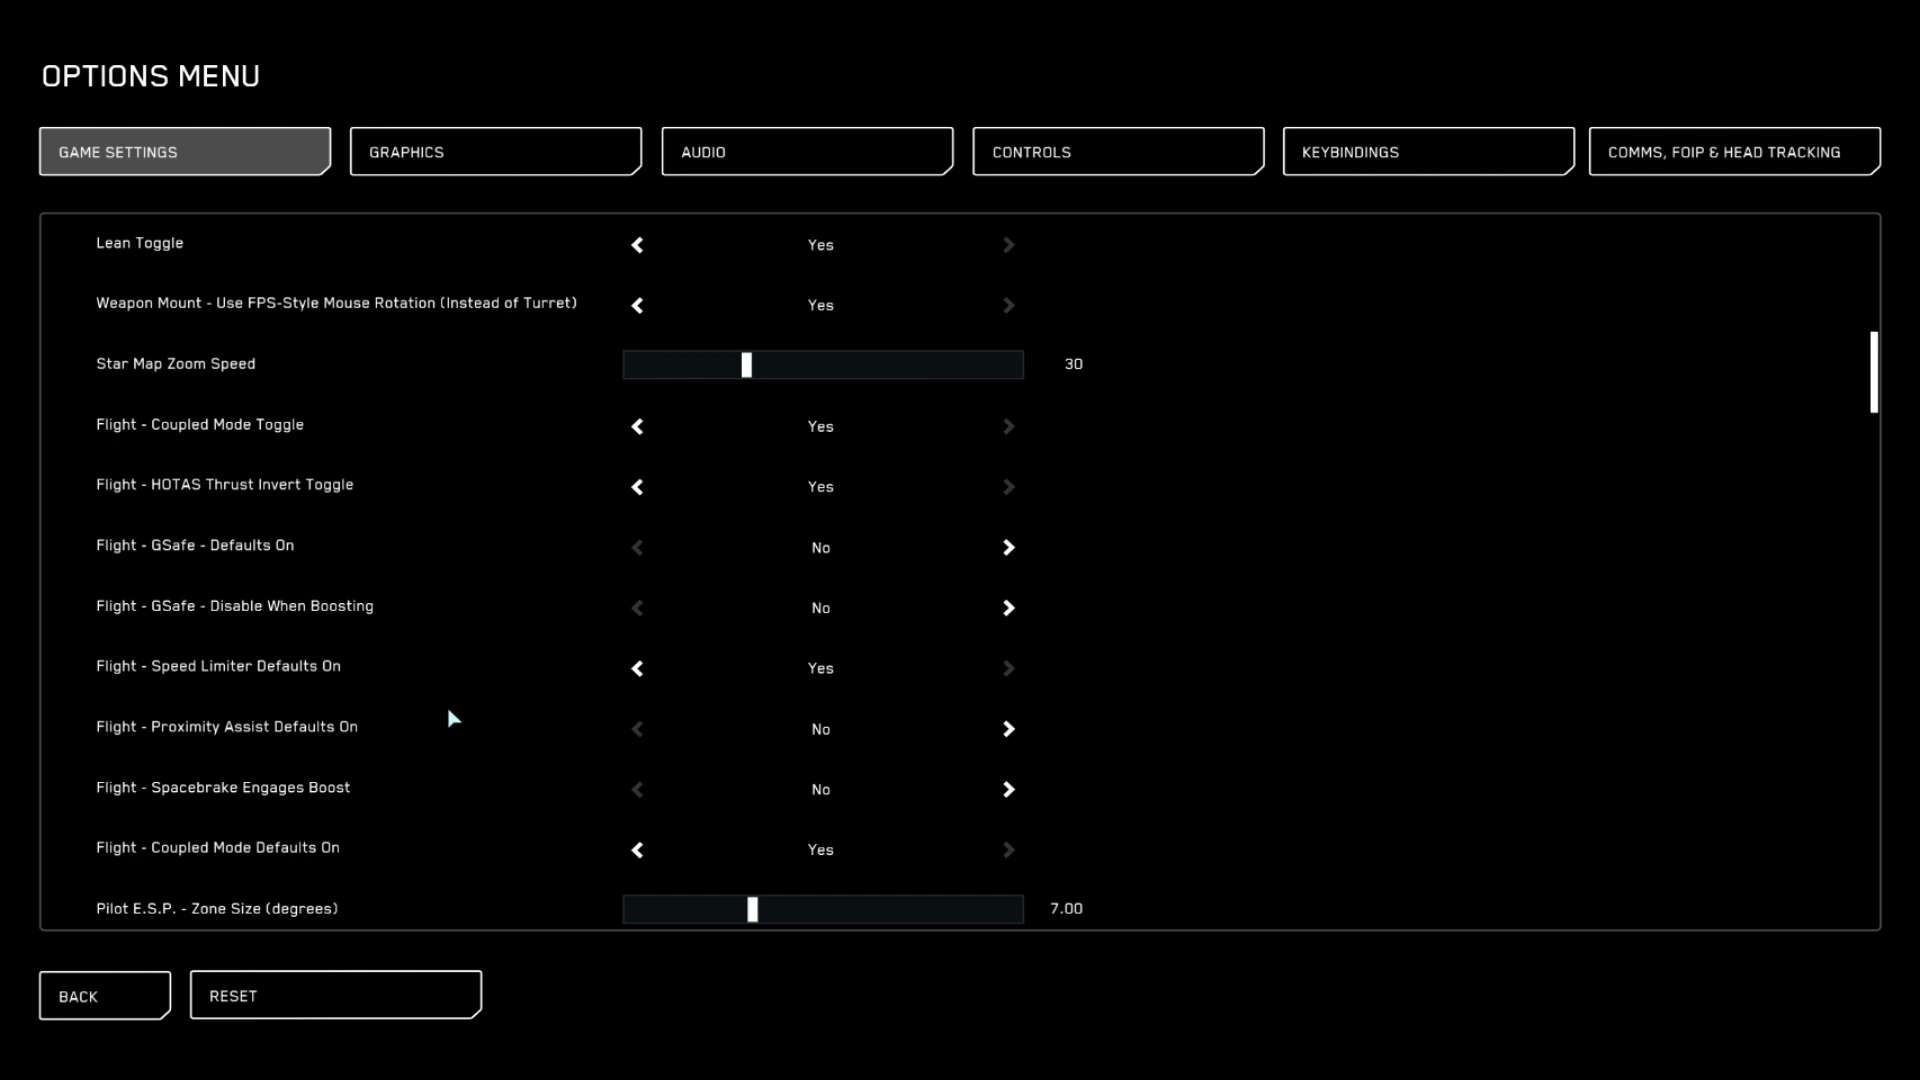 OPTIONS MENU
GAME SETTINGS
GRAPHICS
AUDIO
CONTROLS
KEYBINDINGS
COMMS, FOIP & HEAD TRACKING
Lean Toggle Yes
Weapon Mount - Use FPS-Style Mouse Rotation (Instead of Turret) Yes
Star Map Zoom Speed 30
Flight - Coupled Mode Toggle Yes
Flight - HOTAS Thrust Invert Toggle Yes
Flight - GSafe - Defaults On No
Flight - GSafe - Disable When Boosting No
Flight - Speed Limiter Defaults On Yes
Flight - Proximity Assist Defaults On No
Flight - Spacebrake Engages Boost No
Flight - Coupled Mode Defaults On Yes
Pilot E.S.P. - Zone Size (degrees) 7.00
BACK
RESET